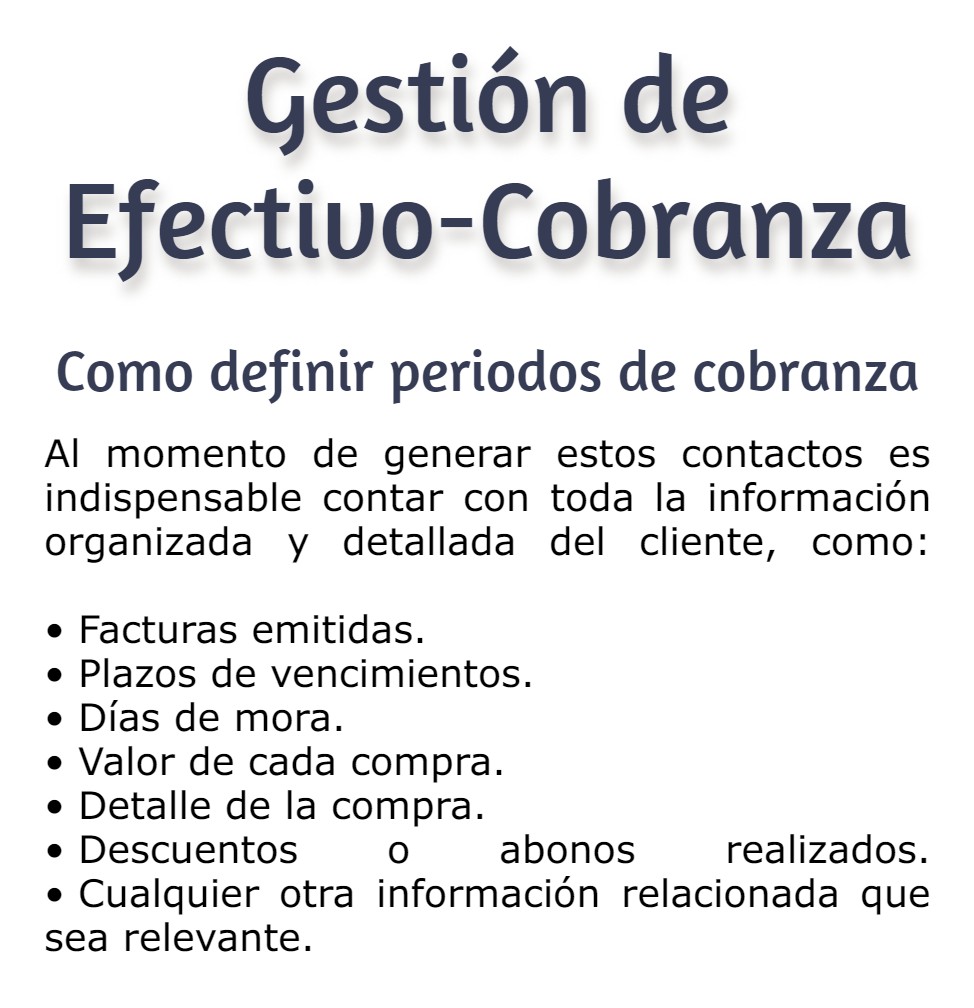 Gestión de
Efectivo-Cobranza
Como definir periodos de cobranza
Al momento de generar estos contactos es
indispensable contar con toda la información
organizada y detallada del cliente, como:
• Facturas emitidas.
• Plazos de vencimientos.
• Días de mora.
• Valor de cada compra.
• Detalle de la compra.
• Descuentos o abonos realizados.
• Cualquier otra información relacionada que
sea relevante.